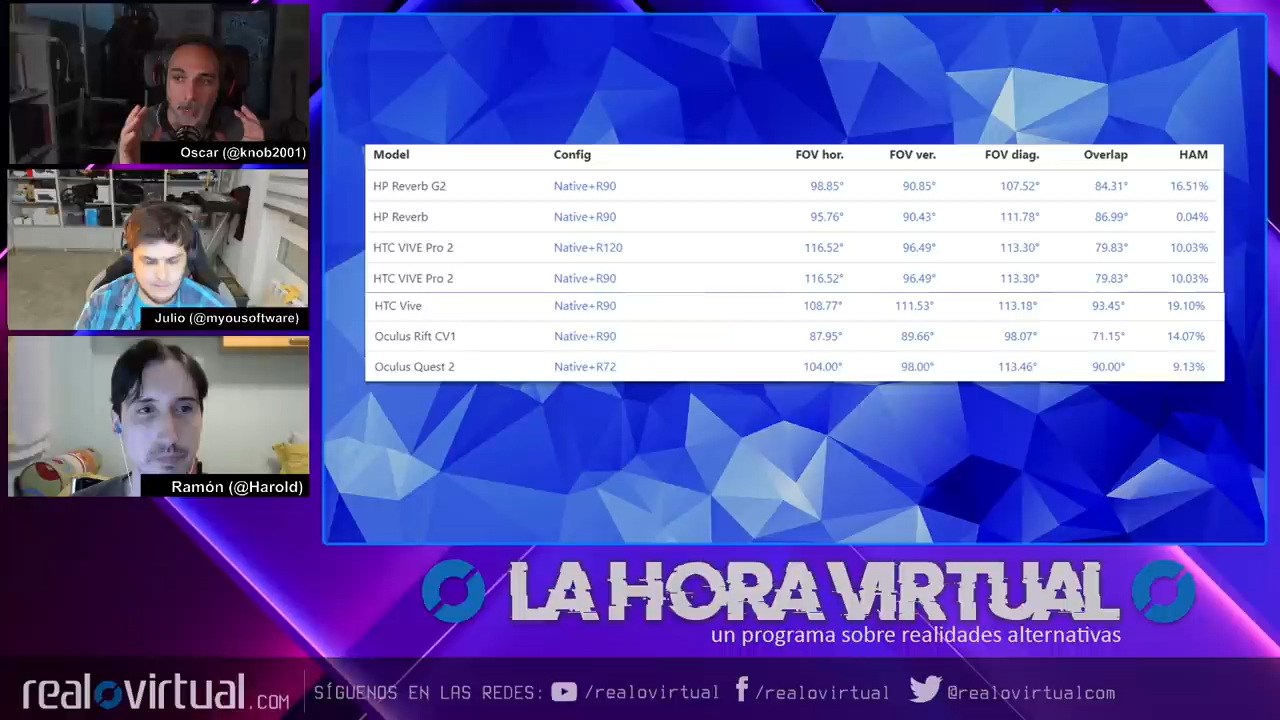 Oscar (@knob2001)
Julio (@myousoftware)
Ramón (@Harold)
Model Config FOV hor. FOV ver. FOV diag. Overlap HAM
HP Reverb G2 Native+R90 98.85° 90.85° 107.52° 84.31° 16.51%
HP Reverb Native+R90 95.76° 90.43° 111.78° 86.99° 0.04%
HTC VIVE Pro 2 Native+R120 116.52° 96.49° 113.30° 79.83° 10.03%
HTC VIVE Pro 2 Native+R90 116.52° 96.49° 113.30° 79.83° 10.03%
HTC Vive Native+R90 108.77° 111.53° 113.18° 93.45° 19.10%
Oculus Rift CV1 Native+R90 87.95° 89.66° 98.07° 71.15° 14.07%
Oculus Quest 2 Native+R72 104.00° 98.00° 113.46° 90.00° 9.13%
LA HORA VIRTUAL
un programa sobre realidades alternativas
realovirtual.com SÍGUENOS EN LAS REDES: /realovirtual /realovirtual @realovirtualcom